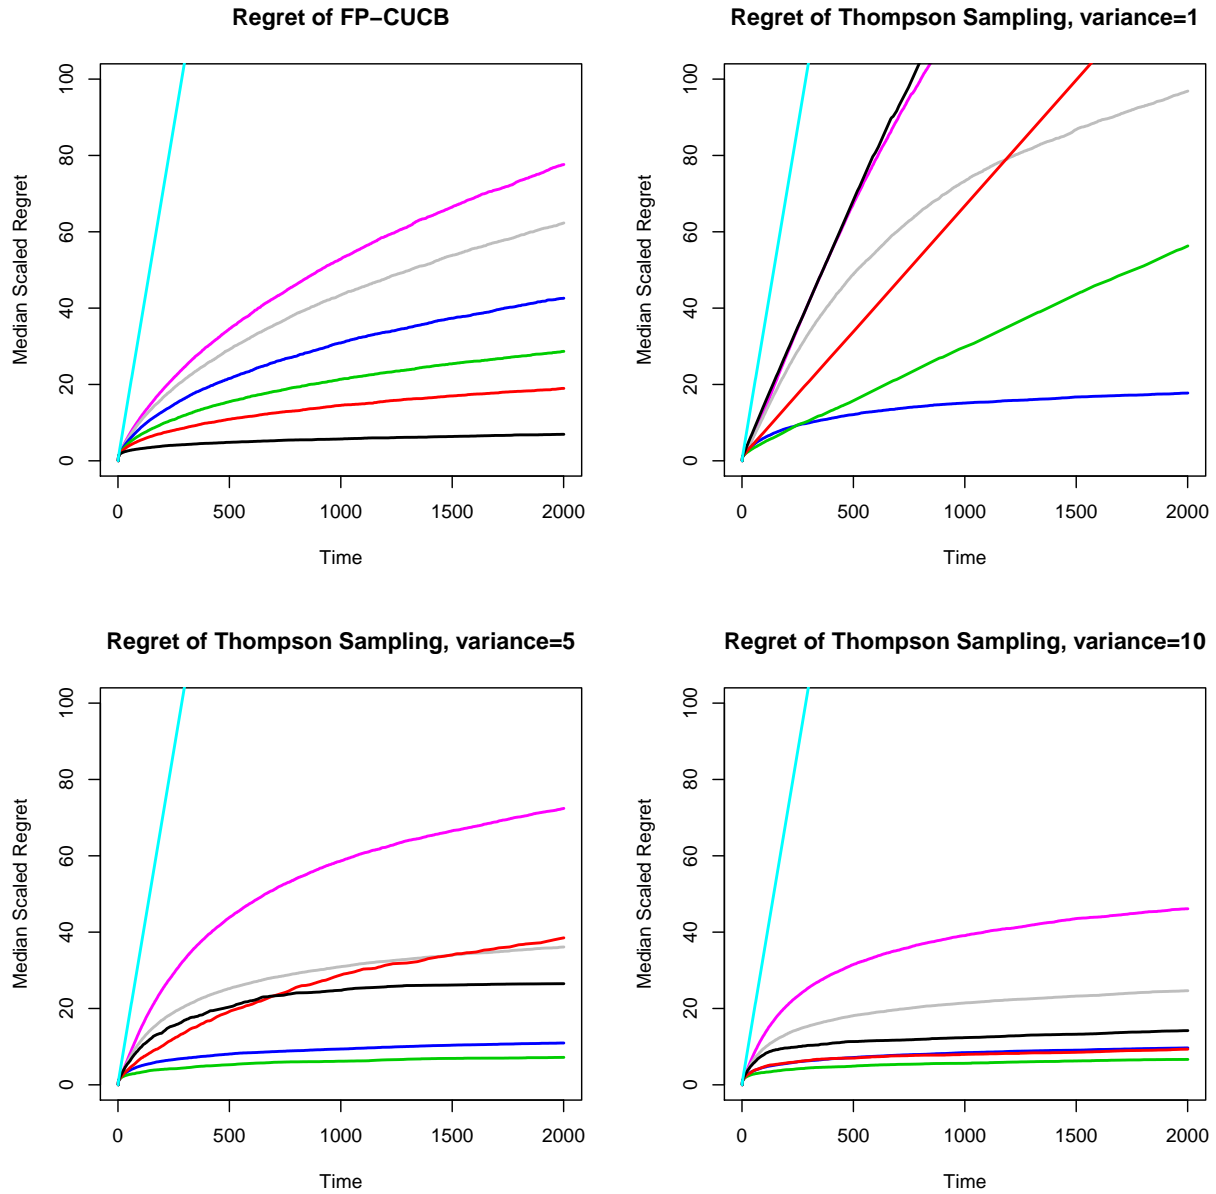 Regret of FP−CUCB
Median Scaled Regret
100
80
60
40
20
0
0 500 1000 1500 2000
Time
Regret of Thompson Sampling, variance=1
Median Scaled Regret
100
80
60
40
20
0
0 500 1000 1500 2000
Time
Regret of Thompson Sampling, variance=5
Median Scaled Regret
100
80
60
40
20
0
0 500 1000 1500 2000
Time
Regret of Thompson Sampling, variance=10
Median Scaled Regret
100
80
60
40
20
0
0 500 1000 1500 2000
Time